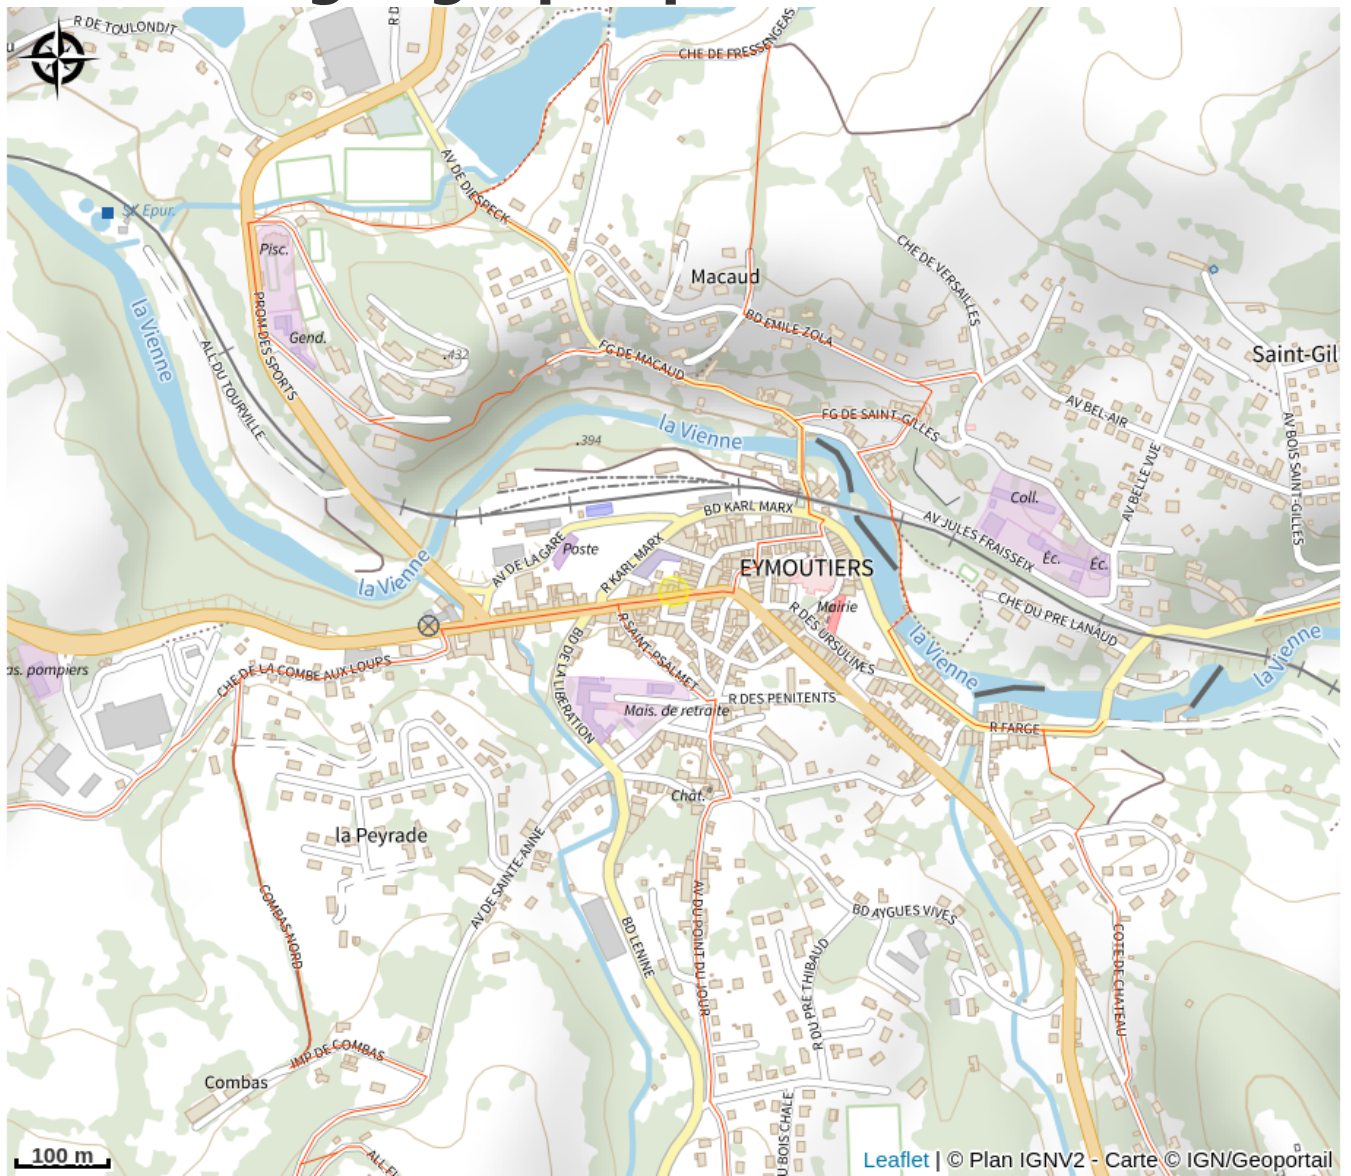 R DE TOULONDIT
R D
CHE DE FRESSENGEAS
AV DE DIESPECK
St Epur.
Pisc.
Macaud
CHE DE VERSAILLES
la Vienne
PROM DES SPORTS
Gend.
.432
BD EMILE ZOLA
FG DE MACAUD
Saint-Gil
ALL DU TOURVILLE
AV BEL-AIR
FG DE SAINT-GILLES
la Vienne
.394
AV BELLEVUE
AV BOIS SAINT-GILLES
Coll.
BD KARL MARX
AV JULES FRAISSEIX
AV DE LA GARE
Poste
R KARL MARX
Éc.
Éc.
EYMOUTIERS
la Vienne
Mairie
CHE DU PRE LANAUD
R DES URSULINES
R SAINT-PSALMET
la Vienne
la Vienne
as. pompiers
CHE DE LA COMBE AUX LOUPS
BD DE LA LIBERATION
R DES PENITENTS
Mais. de retraite
R FARGE
Chât.
la Peyrade
AV DE SAINTE-ANNE
COMBAS NORD
AV DU POINT DU JOUR
BD AYGUES VIVES
BD LENINE
R DU PRE THIBAUD
COTE DE CHATEAU
IMP DE COMBAS
Combas
U BOIS CHALE
100 m
Leaflet | © Plan IGNV2 - Carte © IGN/Geoportail